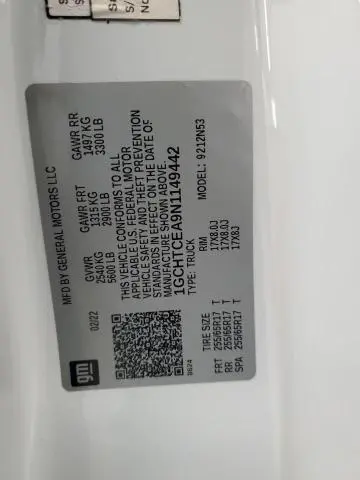 MFD BY GENERAL MOTORS LLC
02/22
GVWR
2540 KG
5600 LB
GAWR FRT
1315 KG
2900 LB
GAWR RR
1497 KG
3300 LB
THIS VEHICLE CONFORMS TO ALL
APPLICABLE U.S. FEDERAL MOTOR
VEHICLE SAFETY AND THEFT PREVENTION
STANDARDS IN EFFECT ON THE DATE OF
MANUFACTURE SHOWN ABOVE.
1GCHTCEA9N1149442
TYPE: TRUCK
MODEL: 9212N53
gm
TIRE SIZE RIM
FRT 255/65R17 T 17X8.0J
RR 255/65R17 T 17X8.0J
SPA 255/65R17 T 17X8J